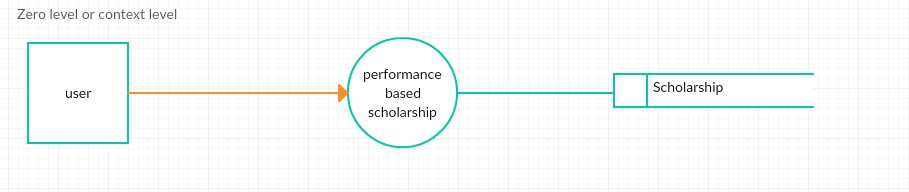 Zero level or context level
user
performance
based
scholarship
Scholarship